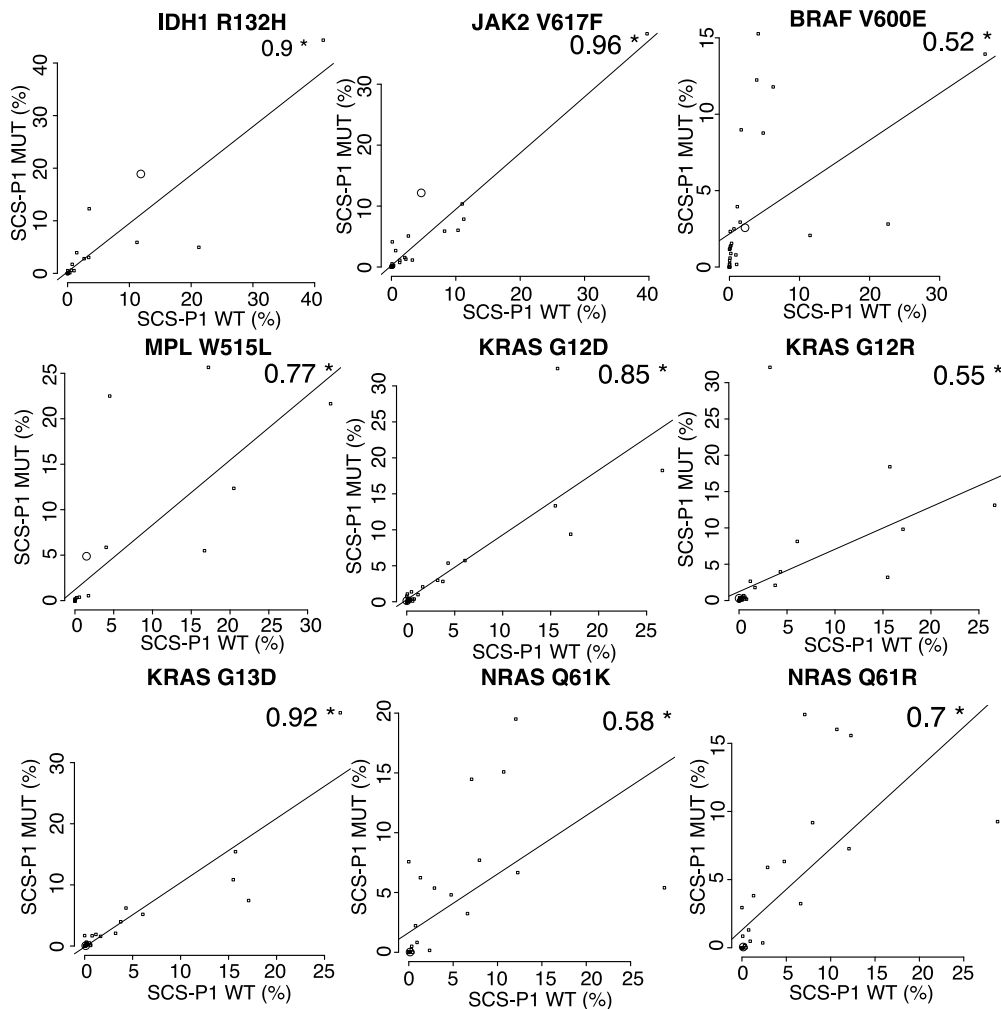 IDH1 R132H
0.9 *
SCS-P1 MUT (%)
0 10 20 30 40
0 10 20 30 40
SCS-P1 WT (%)
JAK2 V617F
0.96 *
SCS-P1 MUT (%)
0 10 20 30
0 10 20 30 40
SCS-P1 WT (%)
BRAF V600E
0.52 *
SCS-P1 MUT (%)
0 5 10 15
0 10 20 30
SCS-P1 WT (%)
MPL W515L
0.77 *
SCS-P1 MUT (%)
0 5 10 15 20 25
0 5 10 15 20 25 30
SCS-P1 WT (%)
KRAS G12D
0.85 *
SCS-P1 MUT (%)
0 5 10 15 20 25 30
0 5 10 15 20 25
SCS-P1 WT (%)
KRAS G12R
0.55 *
SCS-P1 MUT (%)
0 5 10 15 20 25 30
0 5 10 15 20 25
SCS-P1 WT (%)
KRAS G13D
0.92 *
SCS-P1 MUT (%)
0 10 20 30
0 5 10 15 20 25
SCS-P1 WT (%)
NRAS Q61K
0.58 *
SCS-P1 MUT (%)
0 5 10 15 20
0 5 10 15 20 25
SCS-P1 WT (%)
NRAS Q61R
0.7 *
SCS-P1 MUT (%)
0 5 10 15
0 5 10 15 20 25
SCS-P1 WT (%)